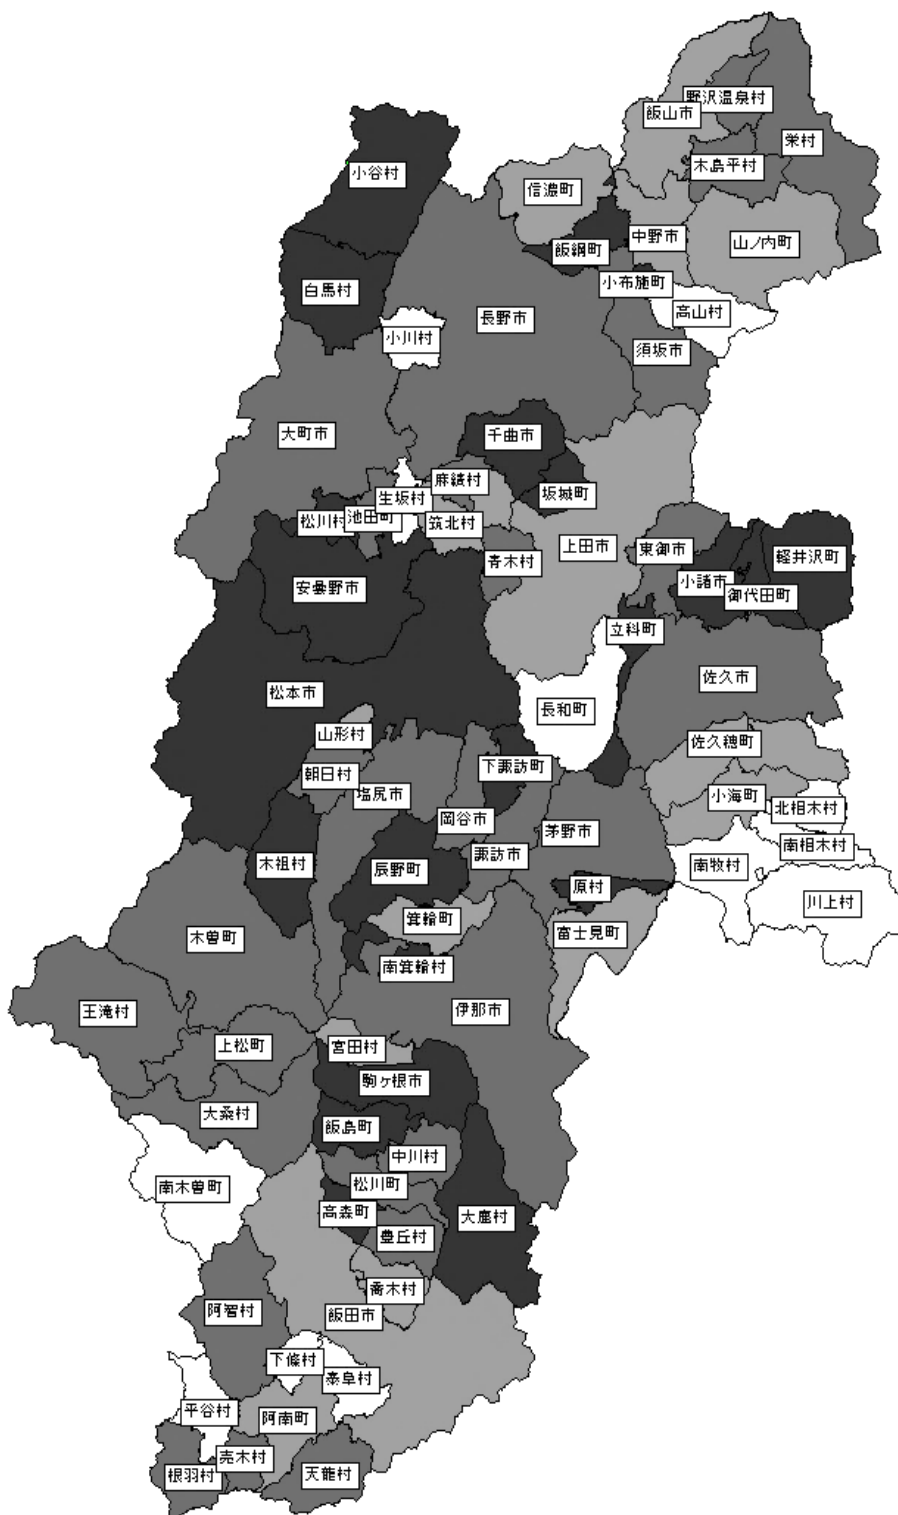 野沢温泉村
飯山市
栄村
木島平村
小谷村
信濃町
中野市
山ノ内町
飯綱町
小布施町
白馬村
高山村
長野市
小川村
須坂市
大町市
千曲市
麻績村
坂城町
生坂村
松川村
池田町
筑北村
上田市
東御市
軽井沢町
青木村
小諸市
安曇野市
御代田町
立科町
佐久市
松本市
長和町
山形村
佐久穂町
下諏訪町
朝日村
塩尻市
小海町
北相木村
岡谷市
茅野市
南相木村
諏訪市
木祖村
辰野町
南牧村
原村
川上村
箕輪町
富士見町
木曽町
南箕輪村
王滝村
伊那市
上松町
宮田村
駒ヶ根市
大桑村
飯島町
中川村
南木曽町
松川町
高森町
大鹿村
豊丘村
喬木村
阿智村
飯田市
下條村
泰阜村
平谷村
阿南町
売木村
根羽村
天龍村